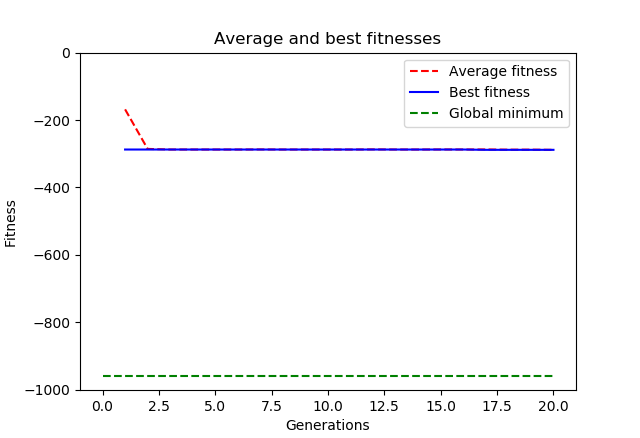 Average and best fitnesses
Average fitness
Best fitness
Global minimum
Fitness
0
−200
−400
−600
−800
−1000
0.0 2.5 5.0 7.5 10.0 12.5 15.0 17.5 20.0
Generations